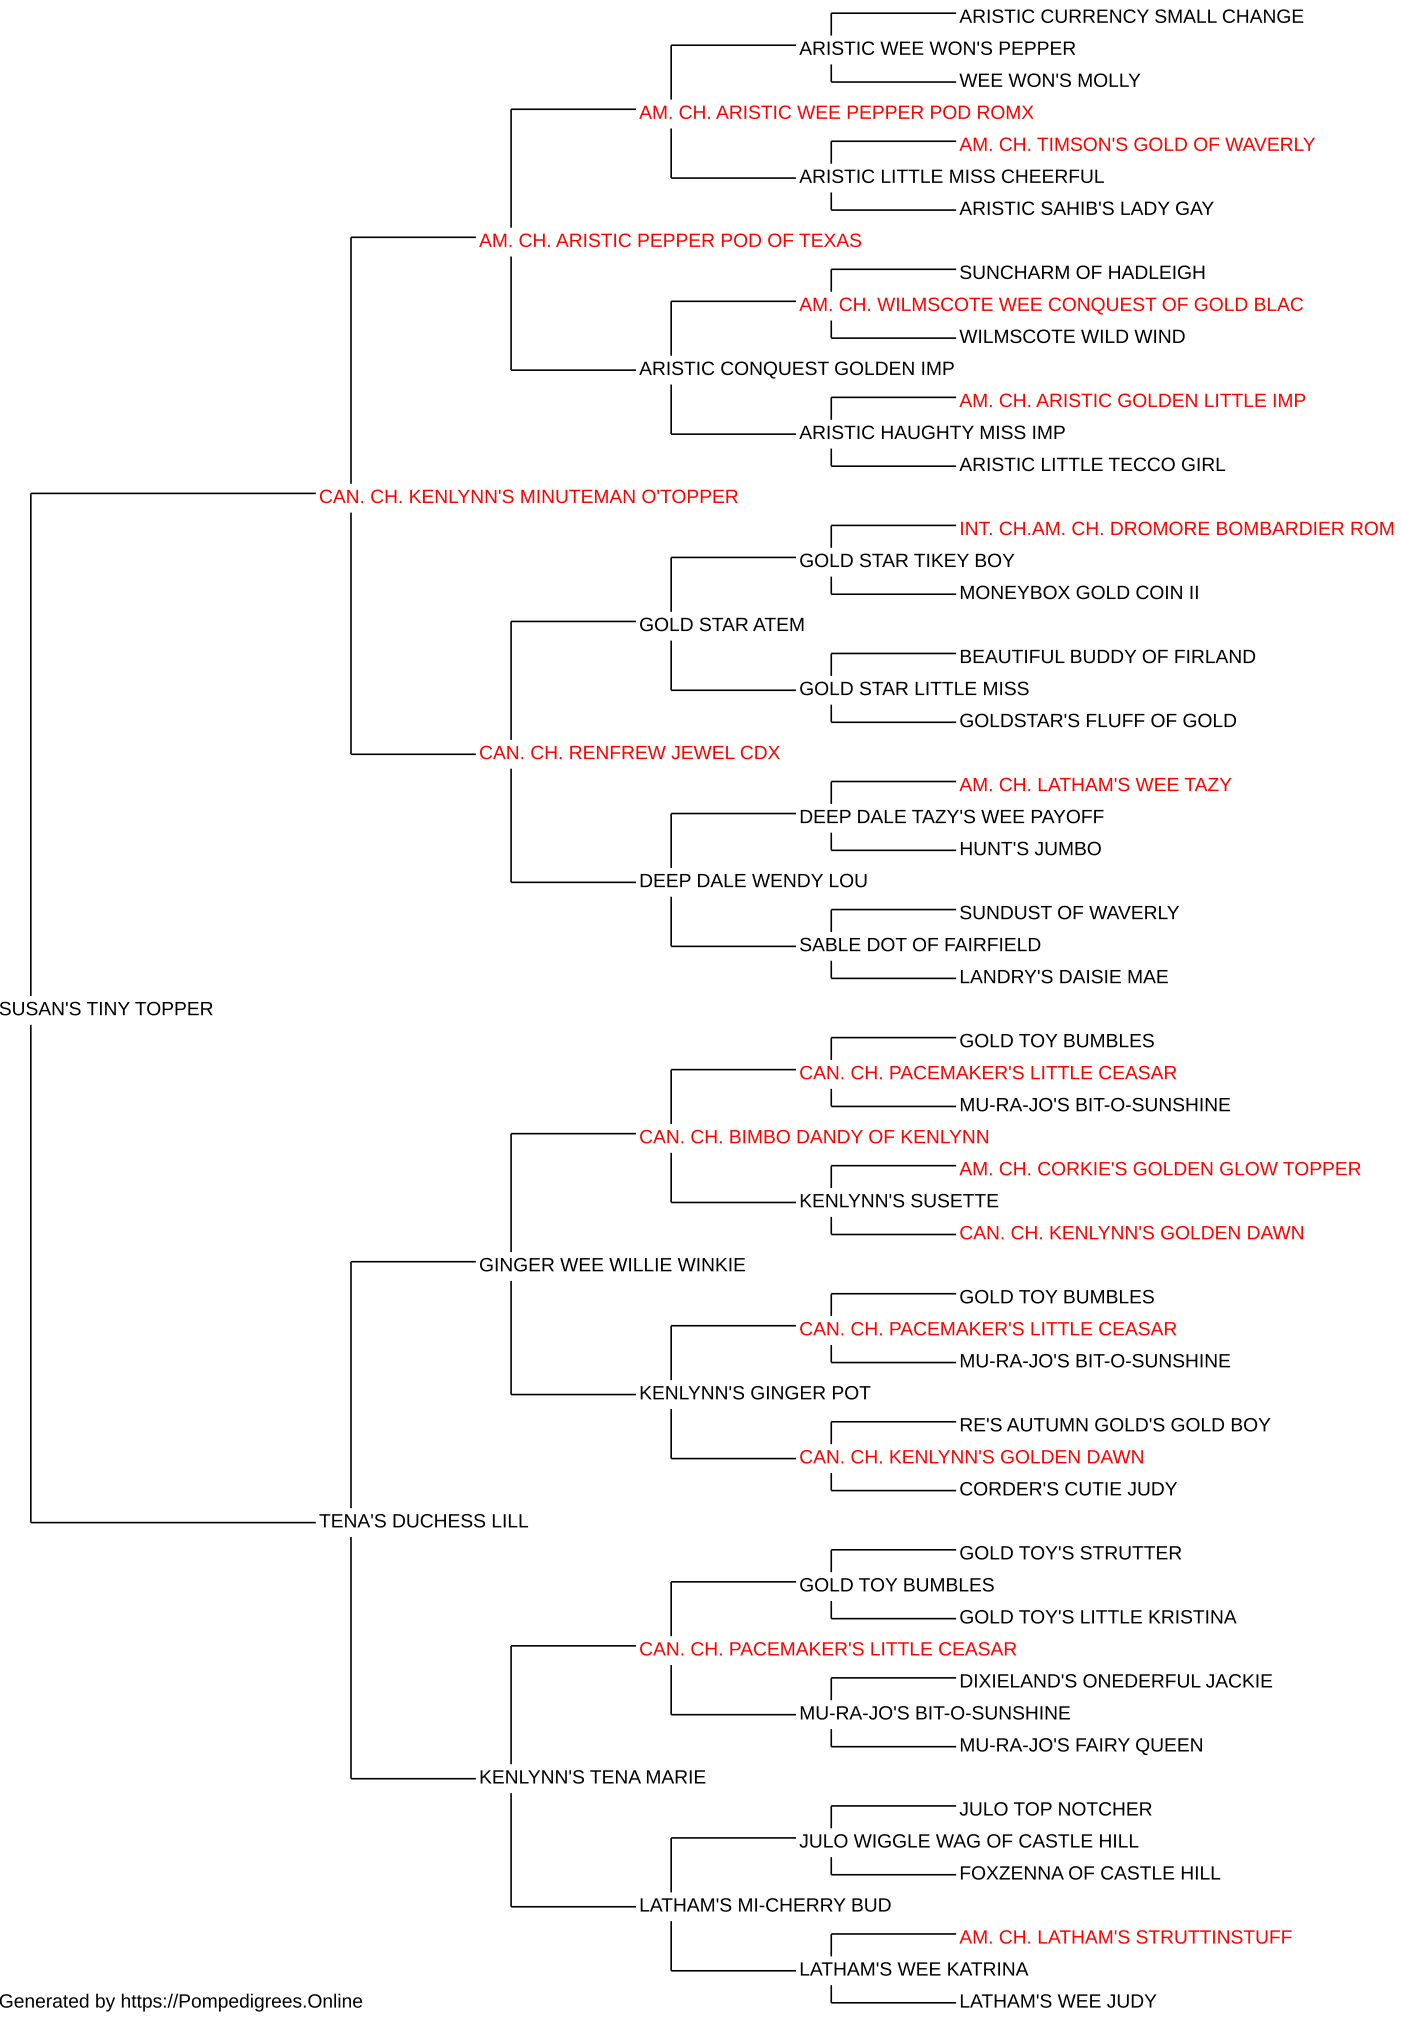 ARISTIC CURRENCY SMALL CHANGE
ARISTIC WEE WON'S PEPPER
WEE WON'S MOLLY
AM. CH. ARISTIC WEE PEPPER POD ROMX
AM. CH. TIMSON'S GOLD OF WAVERLY
ARISTIC LITTLE MISS CHEERFUL
ARISTIC SAHIB'S LADY GAY
AM. CH. ARISTIC PEPPER POD OF TEXAS
SUNCHARM OF HADLEIGH
AM. CH. WILMSCOTE WEE CONQUEST OF GOLD BLAC
WILMSCOTE WILD WIND
ARISTIC CONQUEST GOLDEN IMP
AM. CH. ARISTIC GOLDEN LITTLE IMP
ARISTIC HAUGHTY MISS IMP
ARISTIC LITTLE TECCO GIRL
CAN. CH. KENLYNN'S MINUTEMAN O'TOPPER
INT. CH.AM. CH. DROMORE BOMBARDIER ROM
GOLD STAR TIKEY BOY
MONEYBOX GOLD COIN II
GOLD STAR ATEM
BEAUTIFUL BUDDY OF FIRLAND
GOLD STAR LITTLE MISS
GOLDSTAR'S FLUFF OF GOLD
CAN. CH. RENFREW JEWEL CDX
AM. CH. LATHAM'S WEE TAZY
DEEP DALE TAZY'S WEE PAYOFF
HUNT'S JUMBO
DEEP DALE WENDY LOU
SUNDUST OF WAVERLY
SABLE DOT OF FAIRFIELD
LANDRY'S DAISIE MAE
SUSAN'S TINY TOPPER
GOLD TOY BUMBLES
CAN. CH. PACEMAKER'S LITTLE CEASAR
MU-RA-JO'S BIT-O-SUNSHINE
CAN. CH. BIMBO DANDY OF KENLYNN
AM. CH. CORKIE'S GOLDEN GLOW TOPPER
KENLYNN'S SUSETTE
CAN. CH. KENLYNN'S GOLDEN DAWN
GINGER WEE WILLIE WINKIE
GOLD TOY BUMBLES
CAN. CH. PACEMAKER'S LITTLE CEASAR
MU-RA-JO'S BIT-O-SUNSHINE
KENLYNN'S GINGER POT
RE'S AUTUMN GOLD'S GOLD BOY
CAN. CH. KENLYNN'S GOLDEN DAWN
CORDER'S CUTIE JUDY
TENA'S DUCHESS LILL
GOLD TOY'S STRUTTER
GOLD TOY BUMBLES
GOLD TOY'S LITTLE KRISTINA
CAN. CH. PACEMAKER'S LITTLE CEASAR
DIXIELAND'S ONEDERFUL JACKIE
MU-RA-JO'S BIT-O-SUNSHINE
MU-RA-JO'S FAIRY QUEEN
KENLYNN'S TENA MARIE
JULO TOP NOTCHER
JULO WIGGLE WAG OF CASTLE HILL
FOXZENNA OF CASTLE HILL
LATHAM'S MI-CHERRY BUD
AM. CH. LATHAM'S STRUTTINSTUFF
LATHAM'S WEE KATRINA
LATHAM'S WEE JUDY
Generated by https://Pompedigrees.Online